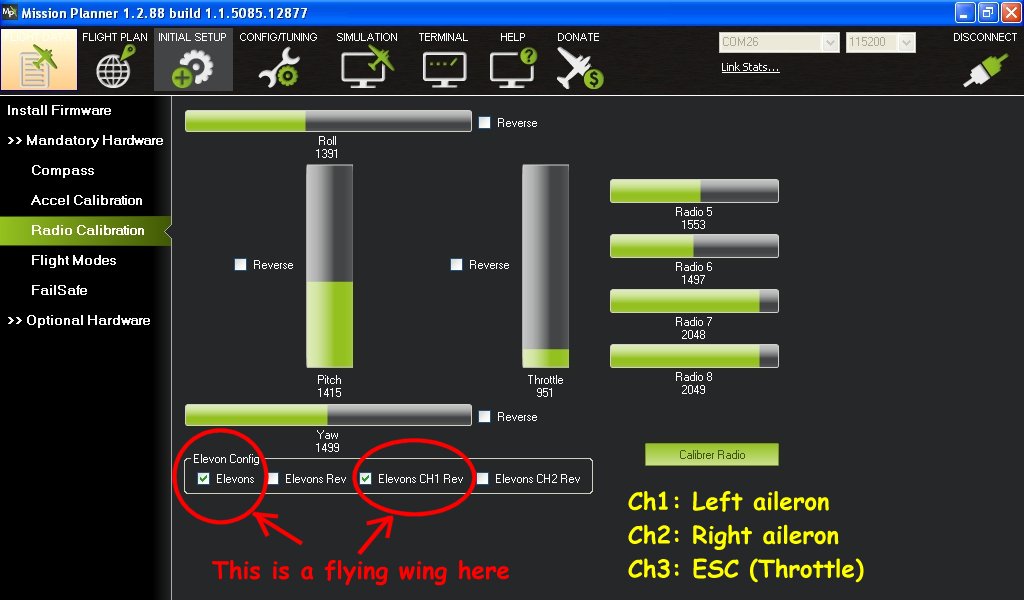 Mission Planner 1.2.88 build 1.1.5085.12877
FLIGHT PLAN INITIAL SETUP CONFIG/TUNING SIMULATION TERMINAL HELP DONATE DISCONNECT
COM26 115200
Link Stats...
Install Firmware
>> Mandatory Hardware
Compass
Accel Calibration
Radio Calibration
Flight Modes
FailSafe
>> Optional Hardware
Reverse
Roll
1391
Reverse
Pitch
1415
Reverse
Throttle
951
Radio 5
1553
Radio 6
1497
Radio 7
2048
Radio 8
2049
Reverse
Yaw
1499
Elevon Config
Elevons Elevons Rev Elevons CH1 Rev Elevons CH2 Rev
Calibrer Radio
This is a flying wing here
Ch1: Left aileron
Ch2: Right aileron
Ch3: ESC (Throttle)